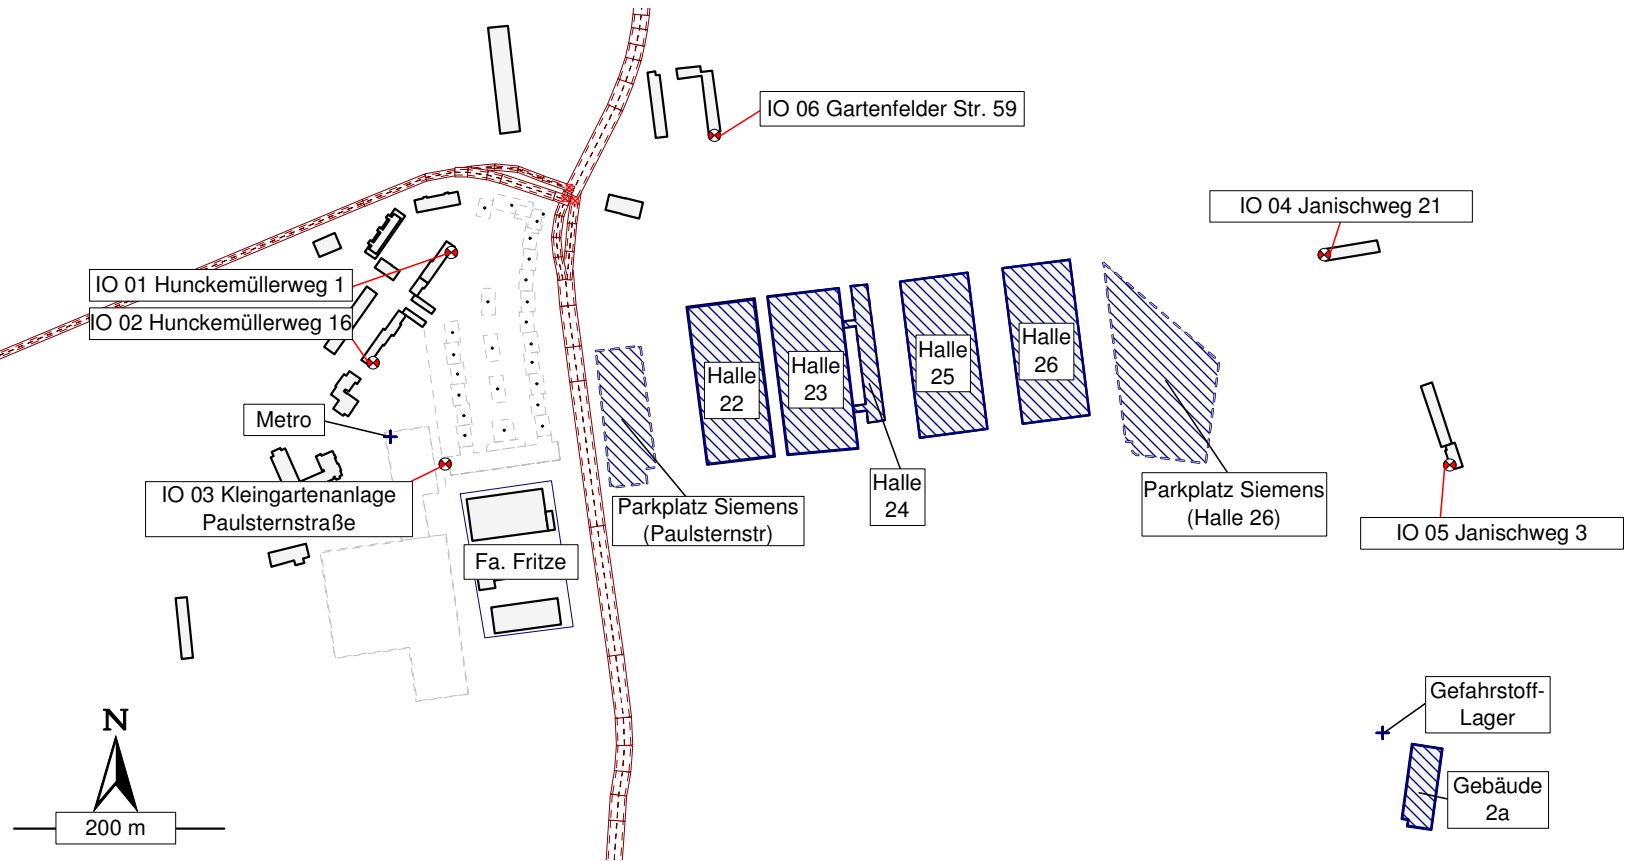 IO 06 Gartenfelder Str. 59
IO 04 Janischweg 21
IO 01 Hunckemüllerweg 1
IO 02 Hunckemüllerweg 16
Halle
22
Halle
23
Halle
25
Halle
26
Metro
IO 03 Kleingartenanlage
Paulsternstraße
Halle
24
Parkplatz Siemens
(Paulsternstr)
Parkplatz Siemens
(Halle 26)
IO 05 Janischweg 3
Fa. Fritze
Gefahrstoff-
Lager
Gebäude
2a
N
200 m